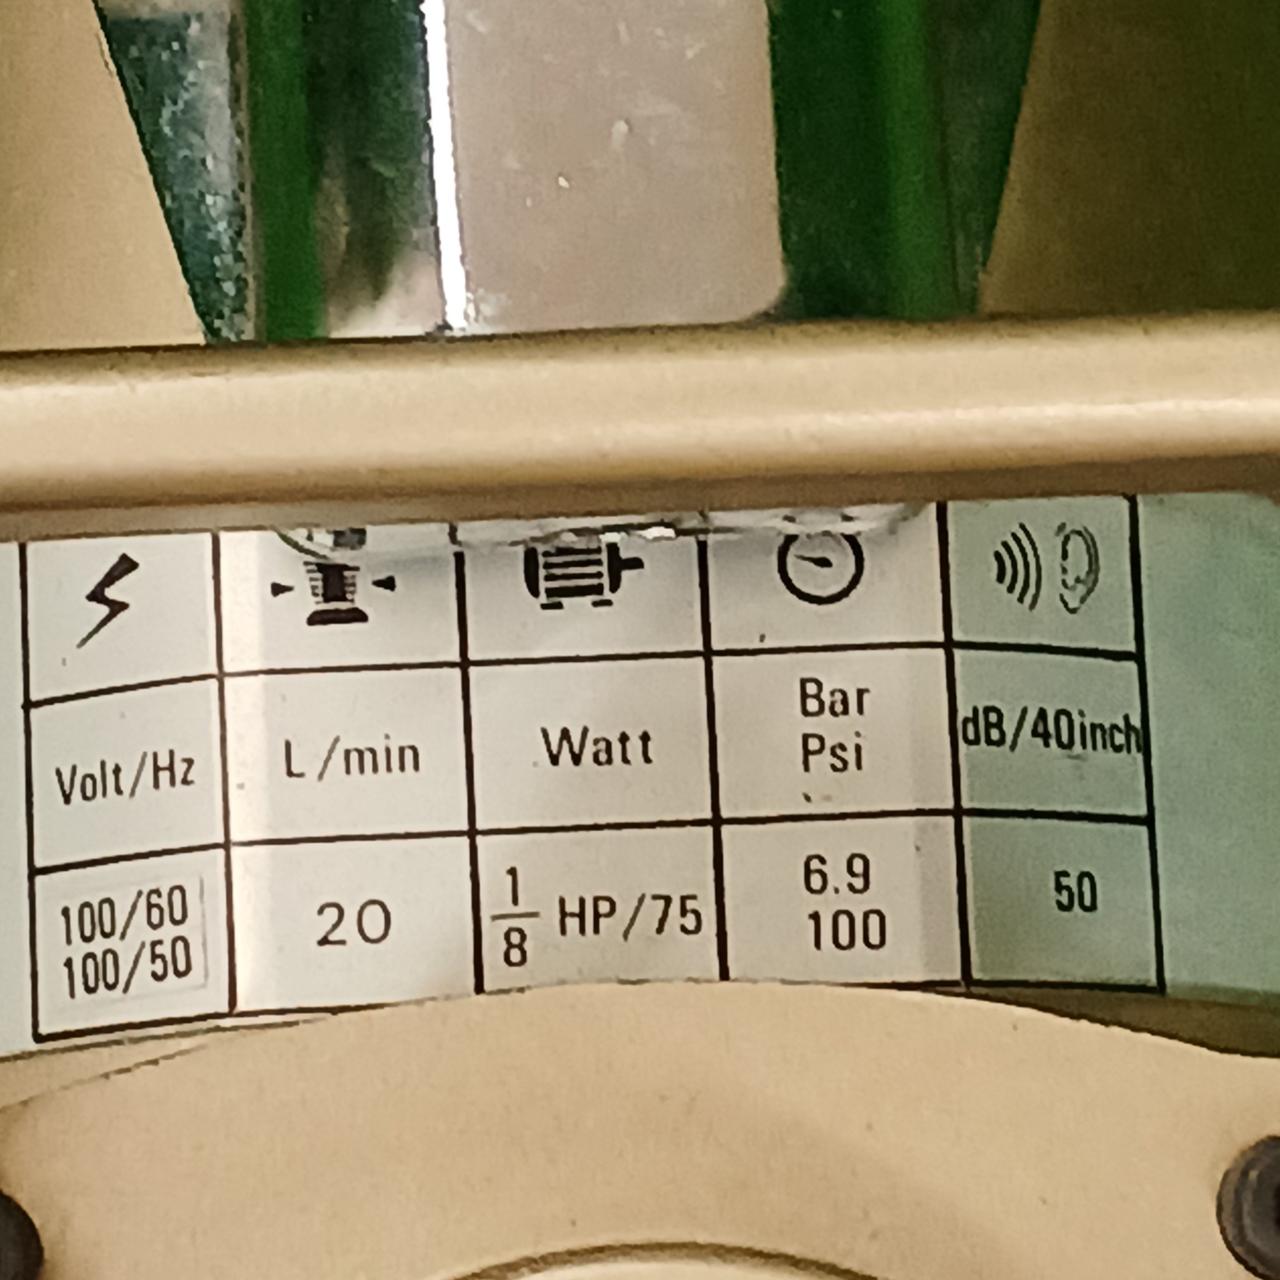 Volt/Hz L/min Watt Bar Psi dB/40inch
100/60 100/50 20 1/8 HP/75 6.9 100 50